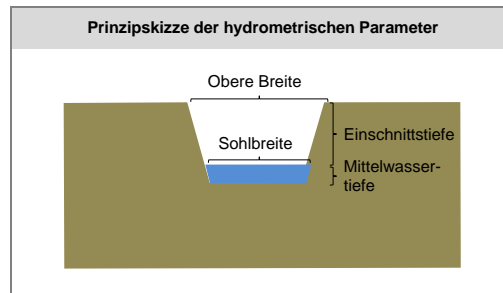 Prinzipskizze der hydrometrischen Parameter
Obere Breite
Sohlbreite
Einschnittstiefe
Mittelwasser-
tiefe